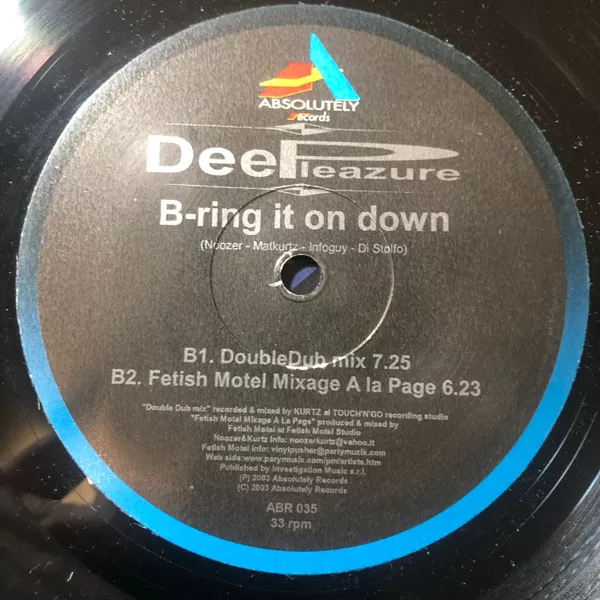 ABSOLUTELY
records
DeePleazure
B-ring it on down
(Noozer - Matkurtz - Infoguy - Di Stolfo)
B1. DoubleDub mix 7.25
B2. Fetish Motel Mixage A la Page 6.23
"Double Dub mix" recorded & mixed by KURTZ al TOUCH'N'GO recording studio
"Fetish Motel Mixage A La Page" produced & mixed by
Fetish Motel at Fetish Motel Studio
Noozer&Kurtz info: noozerkurtz@yahoo.it
Fetish Motel info: vinylpusher@partymuzik.com
Web side:www.parymusic.com/pm/artists.htm
Published by Investigation Music s.r.l.
(P) 2003 Absolutely Records
(C) 2003 Absolutely Records
ABR 035
33 rpm